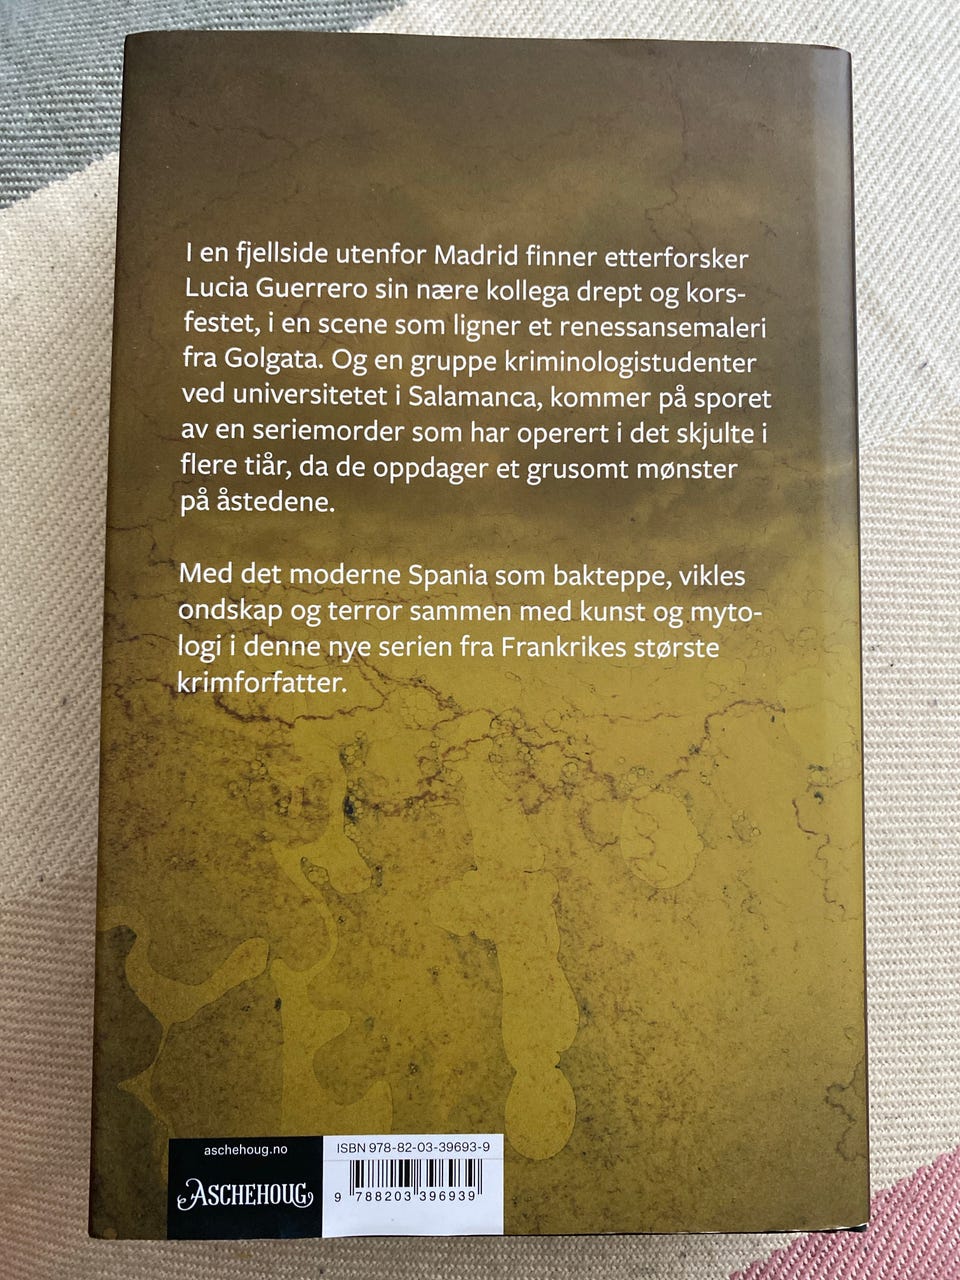 I en fjellside utenfor Madrid finner etterforsker
Lucia Guerrero sin nære kollega drept og kors-
festet, i en scene som ligner et renessansemaleri
fra Golgata. Og en gruppe kriminologistudenter
ved universitetet i Salamanca, kommer på sporet
av en seriemorder som har operert i det skjulte i
flere tiår, da de oppdager et grusomt mønster
på åstedene.
Med det moderne Spania som bakteppe, vikles
ondskap og terror sammen med kunst og myto-
logi i denne nye serien fra Frankrikes største
krimforfatter.
aschehoug.no
ASCHEHOUG
ISBN 978-82-03-39693-9
9 788203 396939